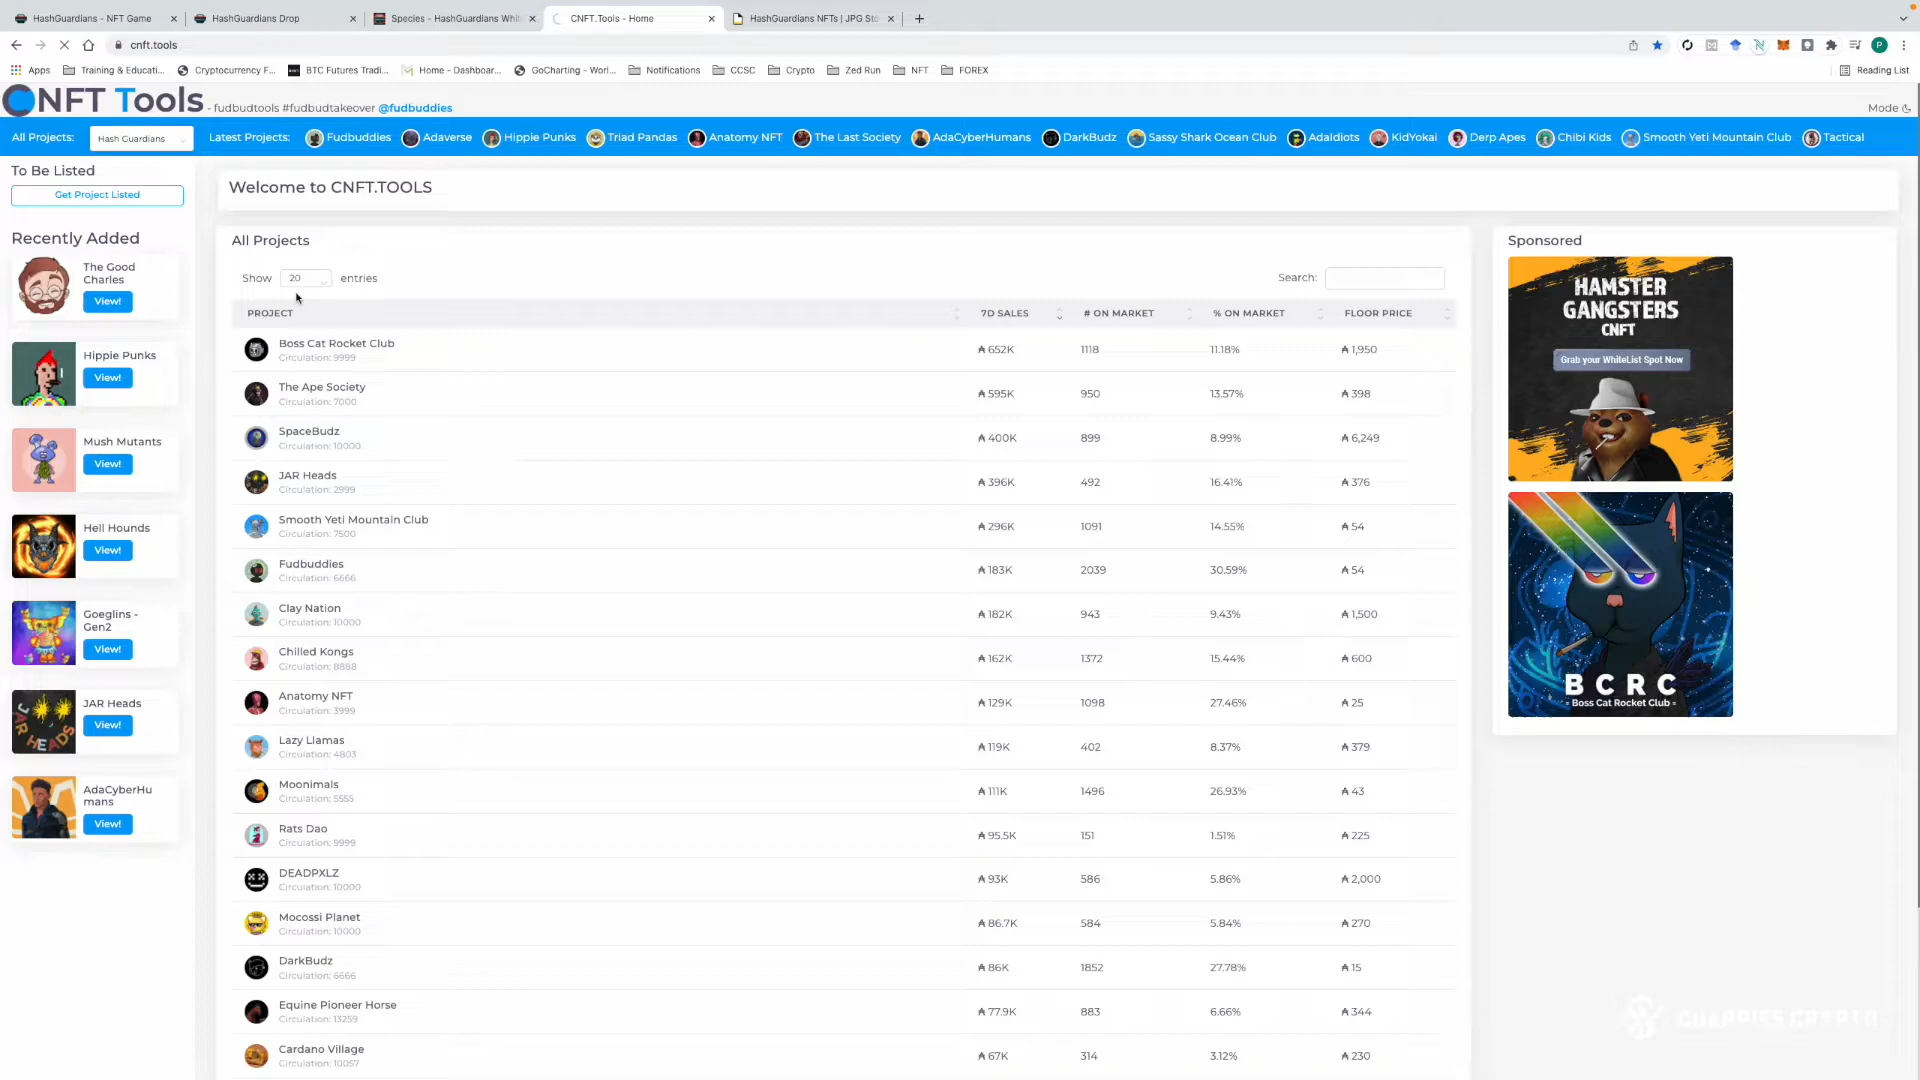 HashGuardians - NFT Game
HashGuardians Drop
Species - HashGuardians Whi
CNFT.Tools - Home
HashGuardians NFTs | JPG Sto
cnft.tools
Apps
Training & Educati...
Cryptocurrency F...
BTC Futures Tradi...
Home - Dashboar...
GoCharting - Worl...
Notifications
CCSC
Crypto
Zed Run
NFT
FOREX
Reading List
CNFT Tools - fudbudtools #fudbudtakeover @fudbuddies
Mode
All Projects:
Hash Guardians
Latest Projects:
Fudbuddies
Adaverse
Hippie Punks
Triad Pandas
Anatomy NFT
The Last Society
AdaCyberHumans
DarkBudz
Sassy Shark Ocean Club
AdaIdiots
KidYokai
Derp Apes
Chibi Kids
Smooth Yeti Mountain Club
Tactical
To Be Listed
Get Project Listed
Recently Added
The Good
Charles
View!
Hippie Punks
View!
Mush Mutants
View!
Hell Hounds
View!
Goeglins -
Gen2
View!
JAR HEADS
JAR Heads
View!
AdaCyberHu
mans
View!
Welcome to CNFT.TOOLS
All Projects
Show 20 entries
Search:
PROJECT 7D SALES # ON MARKET % ON MARKET FLOOR PRICE
Boss Cat Rocket Club
Circulation: 9999
₳ 652K 1118 11.18% ₳ 1,950
The Ape Society
Circulation: 7000
₳ 595K 950 13.57% ₳ 398
SpaceBudz
Circulation: 10000
₳ 400K 899 8.99% ₳ 6,249
JAR Heads
Circulation: 2999
₳ 396K 492 16.41% ₳ 376
Smooth Yeti Mountain Club
Circulation: 7500
₳ 296K 1091 14.55% ₳ 54
Fudbuddies
Circulation: 6666
₳ 183K 2039 30.59% ₳ 54
Clay Nation
Circulation: 10000
₳ 182K 943 9.43% ₳ 1,500
Chilled Kongs
Circulation: 8888
₳ 162K 1372 15.44% ₳ 600
Anatomy NFT
Circulation: 3999
₳ 129K 1098 27.46% ₳ 25
Lazy Llamas
Circulation: 4803
₳ 119K 402 8.37% ₳ 379
Moonimals
Circulation: 5555
₳ 111K 1496 26.93% ₳ 43
Rats Dao
Circulation: 9999
₳ 95.5K 151 1.51% ₳ 225
DEADPXLZ
Circulation: 10000
₳ 93K 586 5.86% ₳ 2,000
Mocossi Planet
Circulation: 10000
₳ 86.7K 584 5.84% ₳ 270
DarkBudz
Circulation: 6666
₳ 86K 1852 27.78% ₳ 15
Equine Pioneer Horse
Circulation: 13259
₳ 77.9K 883 6.66% ₳ 344
Cardano Village
Circulation: 10057
₳ 67K 314 3.12% ₳ 230
Sponsored
HAMSTER
GANGSTERS
CNFT
Grab your WhiteList Spot Now
BCRC
- Boss Cat Rocket Club -